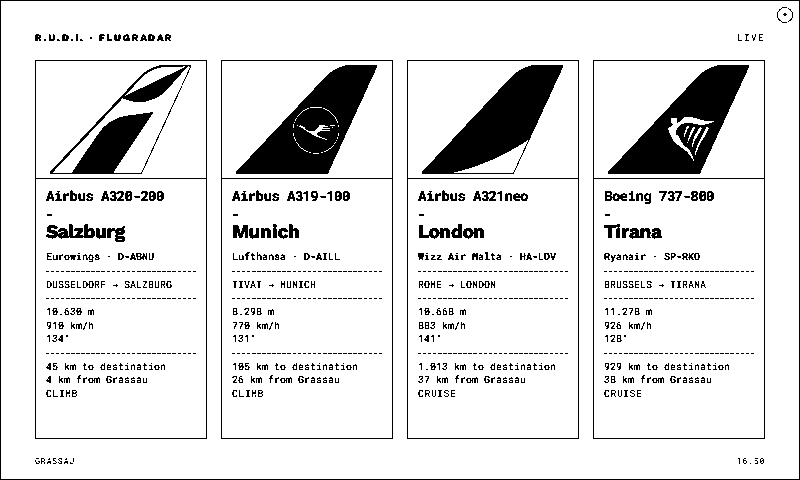 R.U.D.I. · FLUGRADAR
LIVE
Airbus A320-200
-
Salzburg
Eurowings · D-ABNU
DUSSELDORF → SALZBURG
10.630 m
910 km/h
134°
45 km to destination
4 km from Grassau
CLIMB
Airbus A319-100
-
Munich
Lufthansa · D-AILL
TIVAT → MUNICH
8.298 m
770 km/h
131°
105 km to destination
26 km from Grassau
CLIMB
Airbus A321neo
-
London
Wizz Air Malta · HA-LDV
ROME → LONDON
10.668 m
883 km/h
141°
1.013 km to destination
37 km from Grassau
CRUISE
Boeing 737-800
-
Tirana
Ryanair · SP-RKO
BRUSSELS → TIRANA
11.278 m
926 km/h
128°
929 km to destination
38 km from Grassau
CRUISE
GRASSAU
16.50